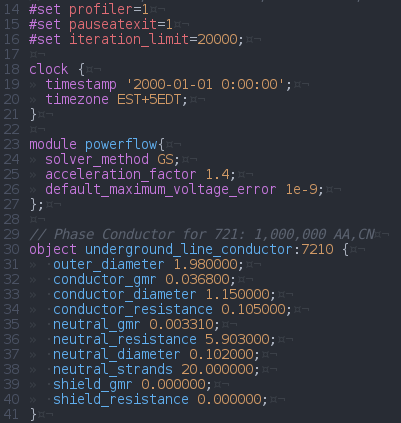 14 #set profiler=1
15 #set pauseatexit=1
16 #set iteration_limit=20000;
17
18 clock {
19 timestamp '2000-01-01 0:00:00';
20 timezone EST+5EDT;
21 }
22
23 module powerflow{
24 solver_method GS;
25 acceleration_factor 1.4;
26 default_maximum_voltage_error 1e-9;
27 };
28
29 // Phase Conductor for 721: 1,000,000 AA,CN
30 object underground_line_conductor:7210 {
31 outer_diameter 1.980000;
32 conductor_gmr 0.036800;
33 conductor_diameter 1.150000;
34 conductor_resistance 0.105000;
35 neutral_gmr 0.003310;
36 neutral_resistance 5.903000;
37 neutral_diameter 0.102000;
38 neutral_strands 20.000000;
39 shield_gmr 0.000000;
40 shield_resistance 0.000000;
41 }